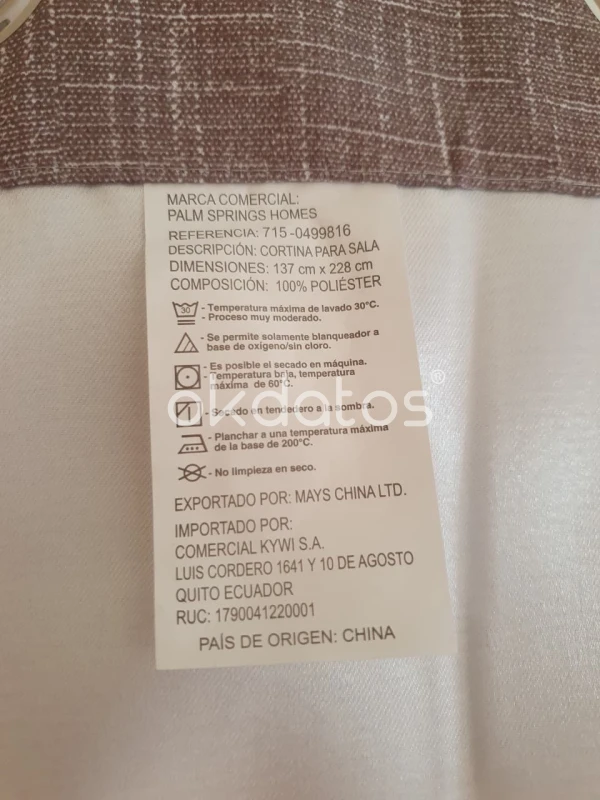 MARCA COMERCIAL:
PALM SPRINGS HOMES
REFERENCIA: 715-0499816
DESCRIPCIÓN: CORTINA PARA SALA
DIMENSIONES: 137 cm x 228 cm
COMPOSICIÓN: 100% POLIÉSTER
30 - Temperatura máxima de lavado 30°C.
- Proceso muy moderado.
- Se permite solamente blanqueador a
base de oxígeno/sin cloro.
- Es posible el secado en máquina.
- Temperatura baja, temperatura
máxima de 60°C.
- Secado en tendedero a la sombra.
- Planchar a una temperatura máxima
de la base de 200°C.
- No limpieza en seco.
okdatos®
EXPORTADO POR: MAYS CHINA LTD.
IMPORTADO POR:
COMERCIAL KYWI S.A.
LUIS CORDERO 1641 Y 10 DE AGOSTO
QUITO ECUADOR
RUC: 1790041220001
PAÍS DE ORIGEN: CHINA